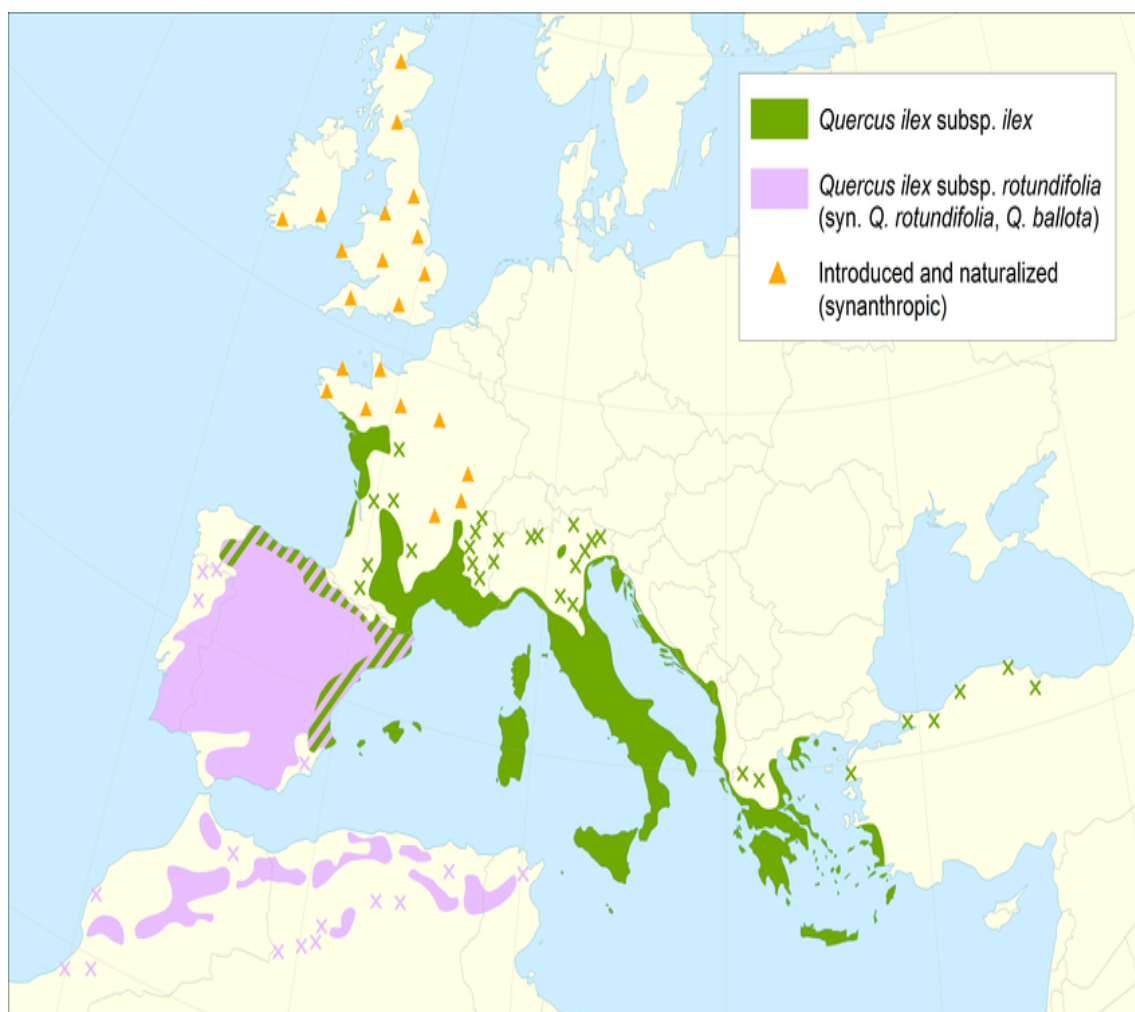 Quercus ilex subsp. ilex
Quercus ilex subsp. rotundifolia
(syn. Q. rotundifolia, Q. ballota)
Introduced and naturalized
(synanthropic)